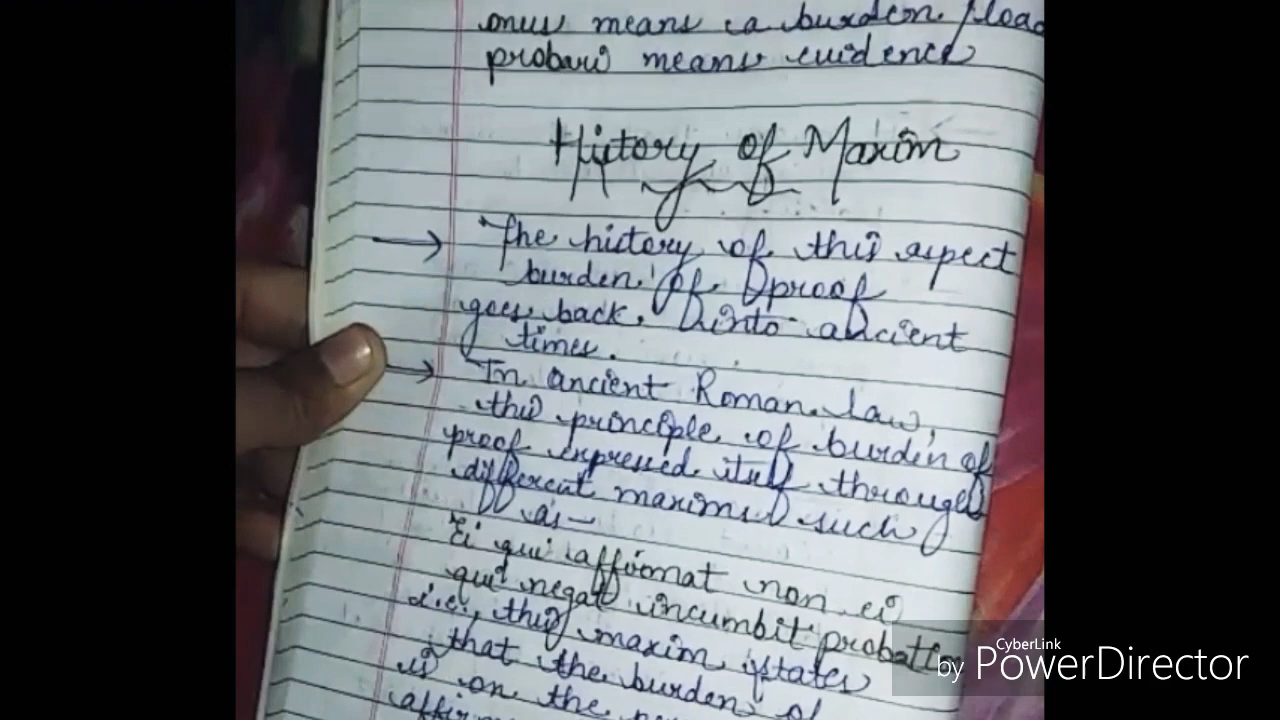 onus means a burden / load
probari means evidence
History of Maxim
→ The history of this aspect
burden of proof
goes back into ancient
times.
→ In ancient Roman law,
this principle of burden of
proof expressed itself through
different maxims such
as -
Ei qui affirmat non ei
qui negat incumbit probatio
i.e., this maxim states
that the burden of
is on the
CyberLink
by PowerDirector